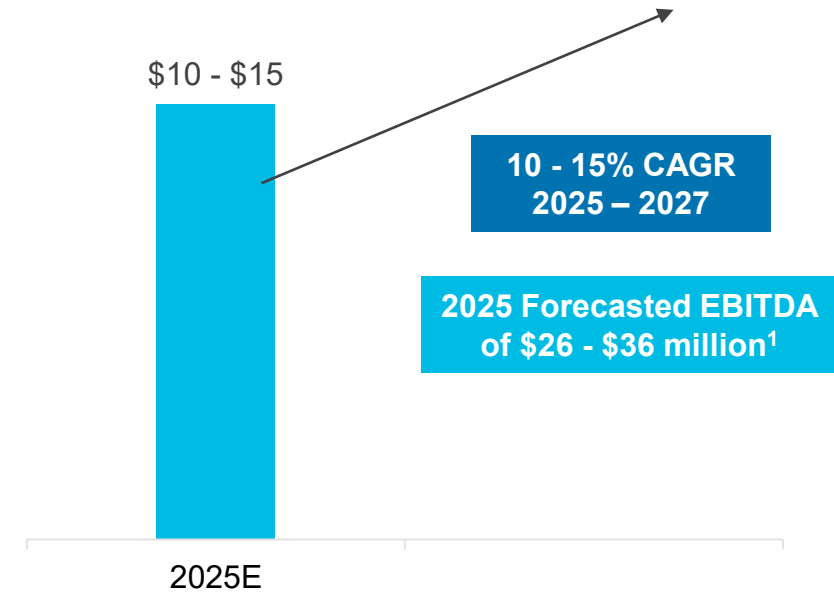 $10 - $15
10 - 15% CAGR
2025 – 2027
2025 Forecasted EBITDA
of $26 - $36 million¹
2025E